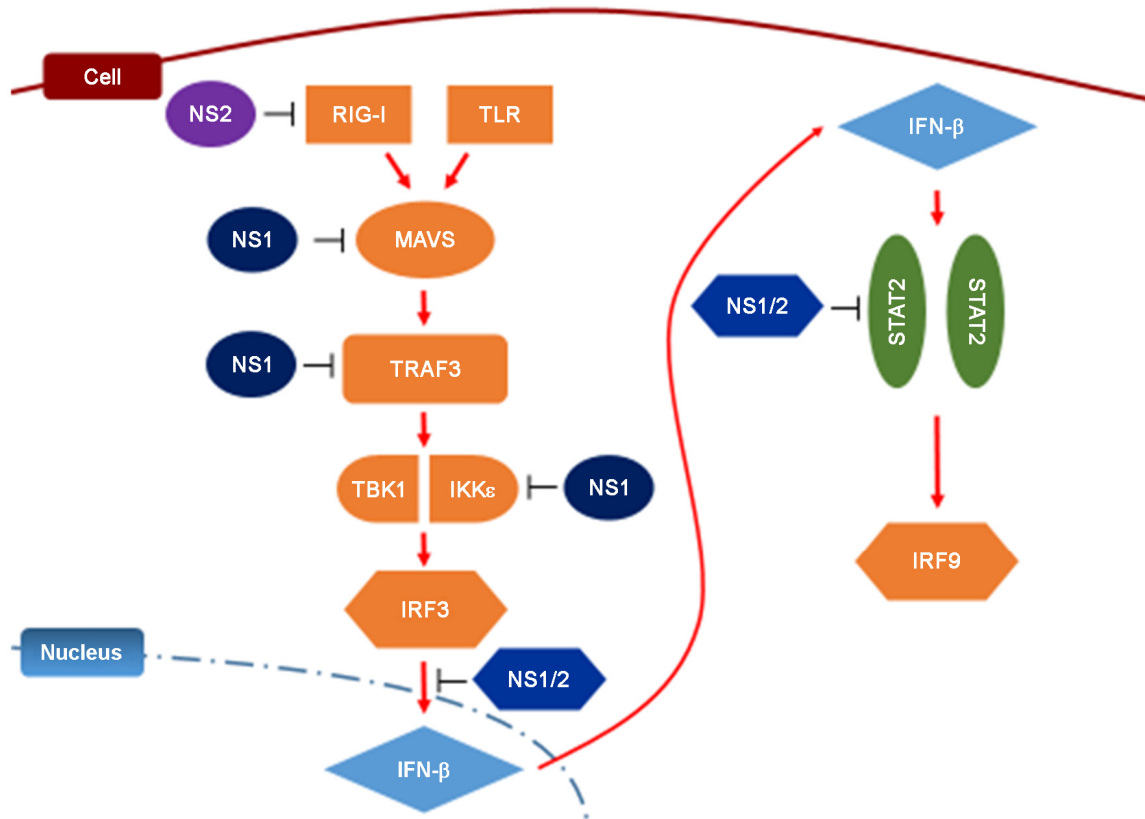 Cell
NS2
RIG-I
TLR
IFN-β
NS1
MAVS
NS1/2
STAT2
STAT2
NS1
TRAF3
TBK1
IKKε
NS1
IRF9
IRF3
Nucleus
NS1/2
IFN-β